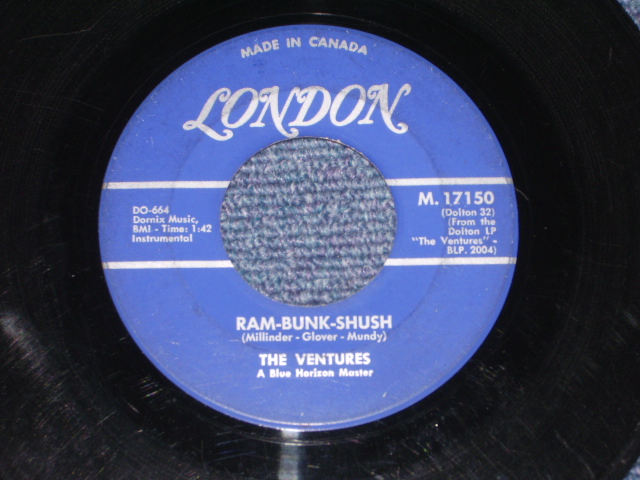 MADE IN CANADA
LONDON
DO-664
Dornix Music,
BMI - Time: 1:42
Instrumental
M. 17150
(Dolton 32)
(From the
Dolton LP
"The Ventures" -
BLP. 2004)
RAM-BUNK-SHUSH
(Millinder - Glover - Mundy)
THE VENTURES
A Blue Horizon Master